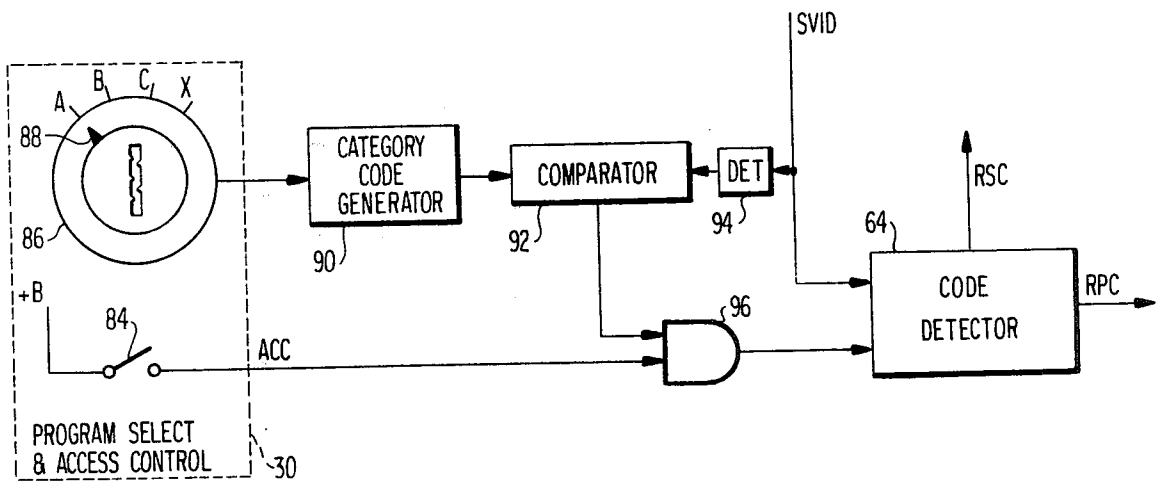 SVID
A B C X
88
CATEGORY
CODE
GENERATOR
COMPARATOR
DET
RSC
86
90
92
94
64
+B
84
ACC
96
CODE
DETECTOR
RPC
PROGRAM SELECT
& ACCESS CONTROL
30